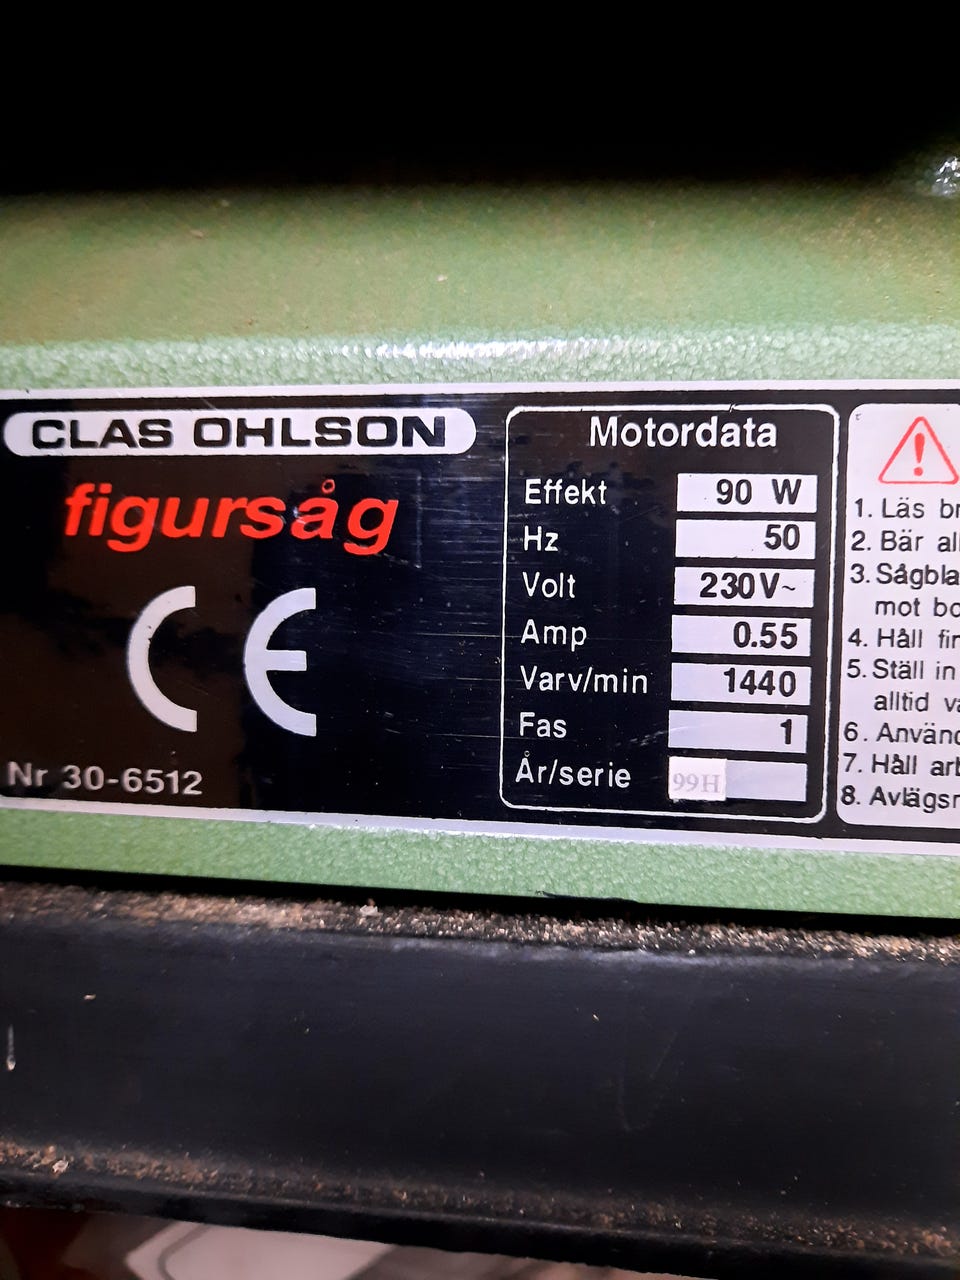 CLAS OHLSON
figursåg
CE
Nr 30-6512
Motordata
Effekt 90 W
Hz 50
Volt 230V~
Amp 0.55
Varv/min 1440
Fas 1
År/serie 99H
!
1. Läs
2. Bär
3. Sågbla
mot
4. Håll
5. Ställ in
alltid
6. Använd
7. Håll
8. Avlägsn